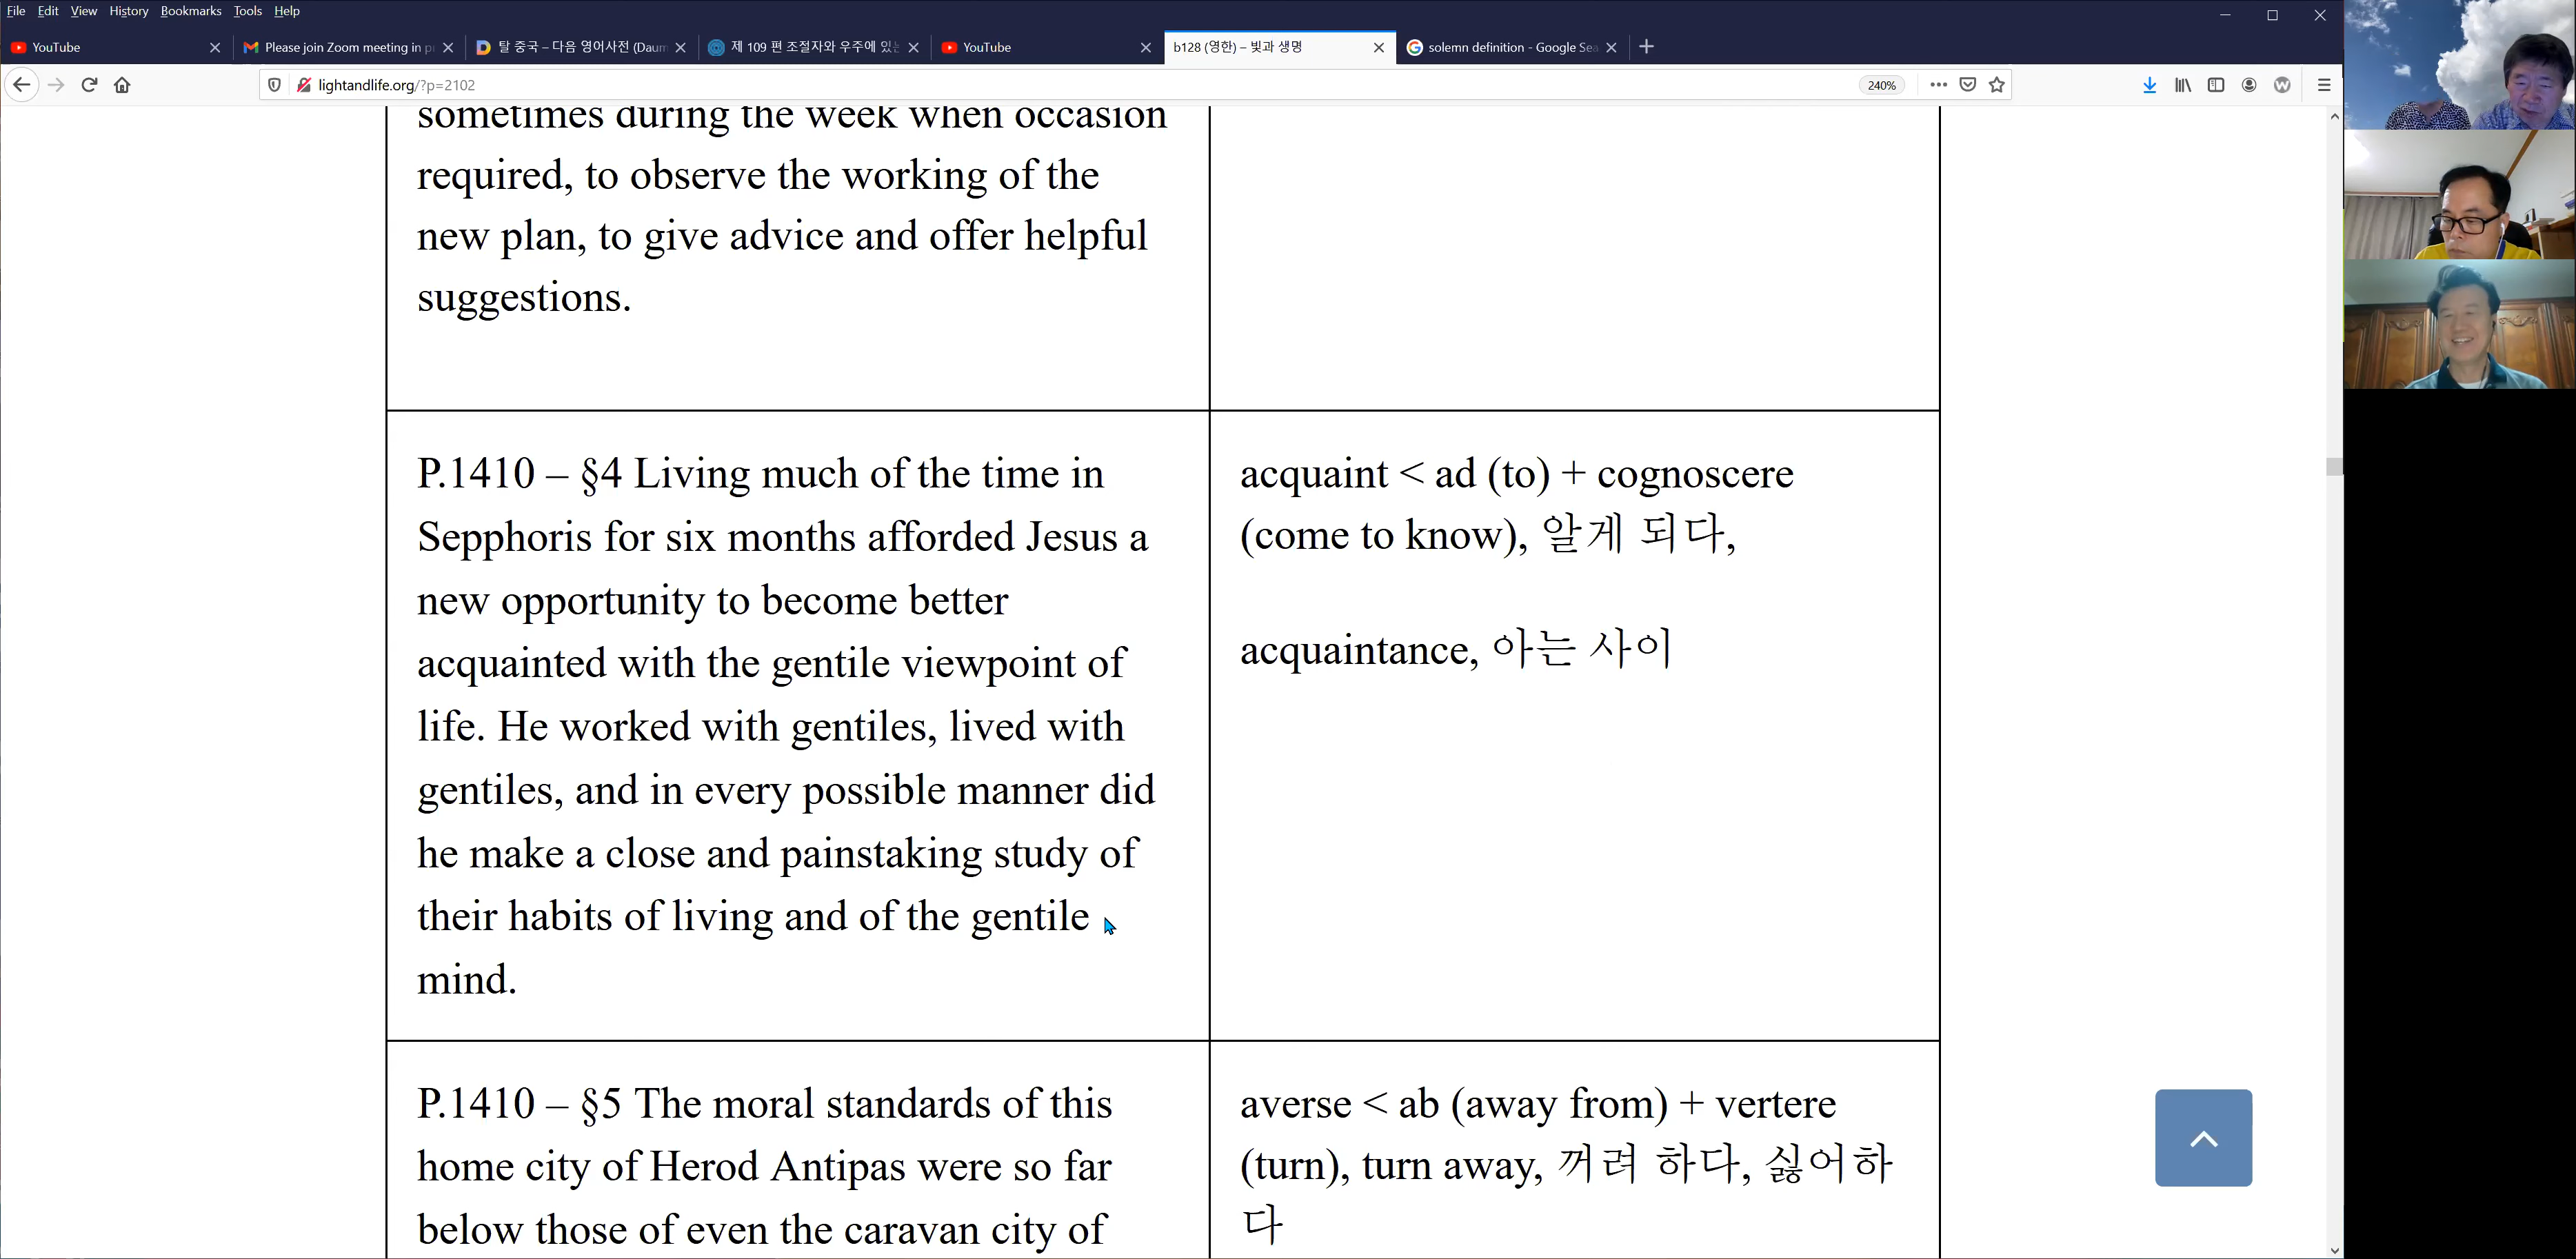 File Edit View History Bookmarks Tools Help
YouTube
Please join Zoom meeting in p
탈 중국 – 다음 영어사전 (Daum
제 109 편 조절자와 우주에 있는
YouTube
b128 (영한) – 빛과 생명
solemn definition - Google Sea
lightandlife.org/?p=2102
240%
sometimes during the week when occasion
required, to observe the working of the
new plan, to give advice and offer helpful
suggestions.
P.1410 – §4 Living much of the time in
Sepphoris for six months afforded Jesus a
new opportunity to become better
acquainted with the gentile viewpoint of
life. He worked with gentiles, lived with
gentiles, and in every possible manner did
he make a close and painstaking study of
their habits of living and of the gentile
mind.
acquaint < ad (to) + cognoscere
(come to know), 알게 되다,
acquaintance, 아는 사이
P.1410 – §5 The moral standards of this
home city of Herod Antipas were so far
below those of even the caravan city of
averse < ab (away from) + vertere
(turn), turn away, 꺼려 하다, 싫어하
다